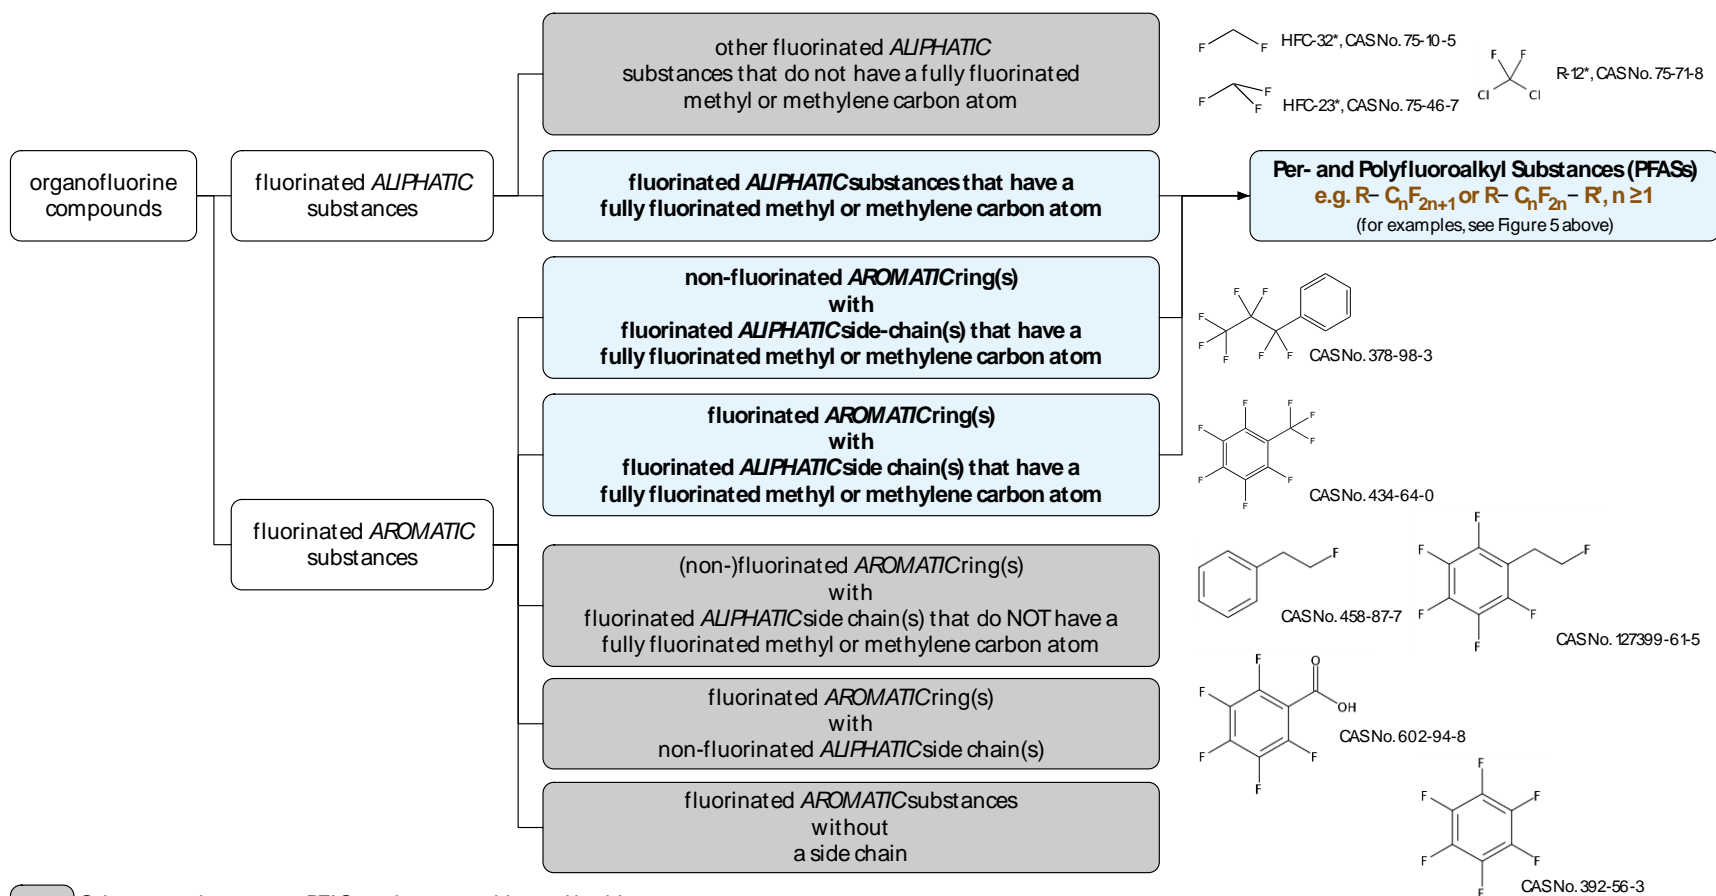 other fluorinated ALIPHATIC
substances that do not have a fully fluorinated
methyl or methylene carbon atom
F
F
HFC-32*, CAS No. 75-10-5
F
F
F
HFC-23*, CAS No. 75-46-7
F
F
Cl
Cl
R-12*, CAS No. 75-71-8
organofluorine
compounds
fluorinated ALIPHATIC
substances
fluorinated ALIPHATIC substances that have a
fully fluorinated methyl or methylene carbon atom
Per- and Polyfluoroalkyl Substances (PFASs)
e.g. R– CnF2n+1 or R– CnF2n– R', n ≥1
(for examples, see Figure 5 above)
non-fluorinated AROMATIC ring(s)
with
fluorinated ALIPHATIC side-chain(s) that have a
fully fluorinated methyl or methylene carbon atom
F
F
F
F
F
F
F
CAS No. 378-98-3
fluorinated AROMATIC ring(s)
with
fluorinated ALIPHATIC side chain(s) that have a
fully fluorinated methyl or methylene carbon atom
F
F
F
F
F
F
F
F
CAS No. 434-64-0
fluorinated AROMATIC
substances
(non-)fluorinated AROMATIC ring(s)
with
fluorinated ALIPHATIC side chain(s) that do NOT have a
fully fluorinated methyl or methylene carbon atom
F
CAS No. 458-87-7
F
F
F
F
F
F
CAS No. 127399-61-5
fluorinated AROMATIC ring(s)
with
non-fluorinated ALIPHATIC side chain(s)
F
O
F
OH
F
F
F
CAS No. 602-94-8
fluorinated AROMATIC substances
without
a side chain
F
F
F
F
F
F
CAS No. 392-56-3